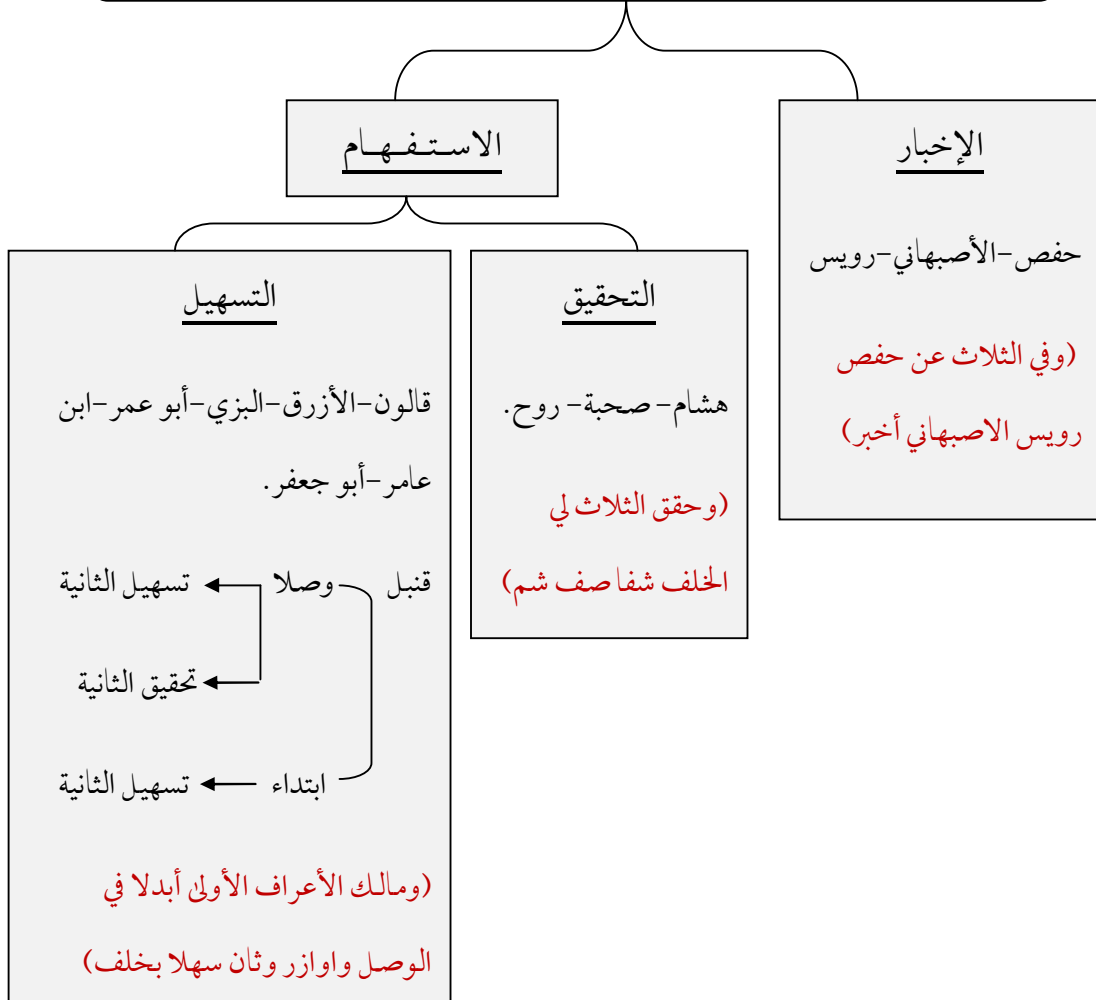 الإخبار
حفص-الأصبهاني-رويس
(وفي الثلاث عن حفص
رويس الاصبهاني أخبر)
الاستفهام
التحقيق
هشام- صحبة- روح.
(وحقق الثلاث لي
الخلف شفا صف شم)
التسهيل
قالون-الأزرق-البزي-أبو عمر-ابن
عامر-أبو جعفر.
قنبل وصلا تسهيل الثانية
تحقيق الثانية
ابتداء تسهيل الثانية
(ومالك الأعراف الأولى أبدلا في
الوصل واوازر وثان سهلا بخلف)